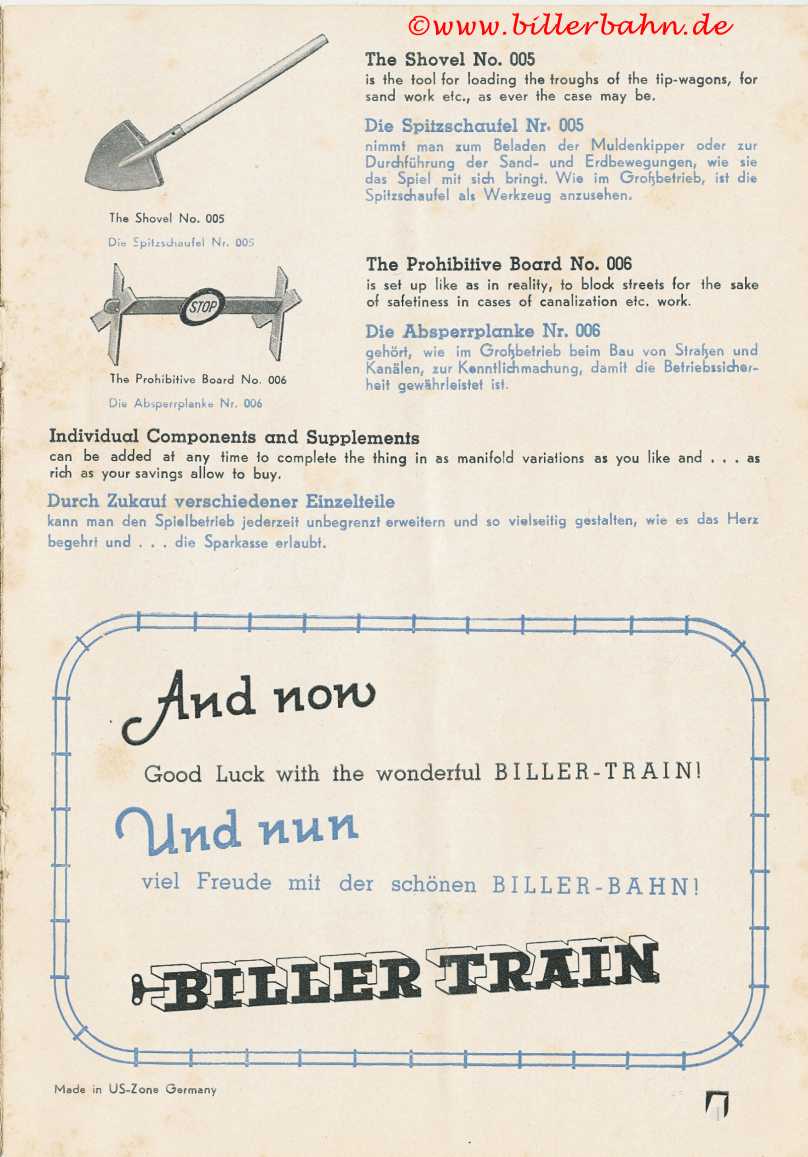 ©www.billerbahn.de
The Shovel No. 005
is the tool for loading the troughs of the tip-wagons, for
sand work etc., as ever the case may be.
Die Spitzschaufel Nr. 005
nimmt man zum Beladen der Muldenkipper oder zur
Durchführung der Sand- und Erdbewegungen, wie sie
das Spiel mit sich bringt. Wie im Großbetrieb, ist die
Spitzschaufel als Werkzeug anzusehen.
The Shovel No. 005
Die Spitzschaufel Nr. 005
The Prohibitive Board No. 006
is set up like as in reality, to block streets for the sake
of safetiness in cases of canalization etc. work.
Die Absperrplanke Nr. 006
gehört, wie im Großbetrieb beim Bau von Straßen und
Kanälen, zur Kenntlichmachung, damit die Betriebssicher-
heit gewährleistet ist.
STOP
The Prohibitive Board No. 006
Die Absperrplanke Nr. 006
Individual Components and Supplements
can be added at any time to complete the thing in as manifold variations as you like and . . . as
rich as your savings allow to buy.
Durch Zukauf verschiedener Einzelteile
kann man den Spielbetrieb jederzeit unbegrenzt erweitern und so vielseitig gestalten, wie es das Herz
begehrt und . . . die Sparkasse erlaubt.
And now
Good Luck with the wonderful BILLER-TRAIN!
Und nun
viel Freude mit der schönen BILLER-BAHN!
BILLER TRAIN
Made in US-Zone Germany